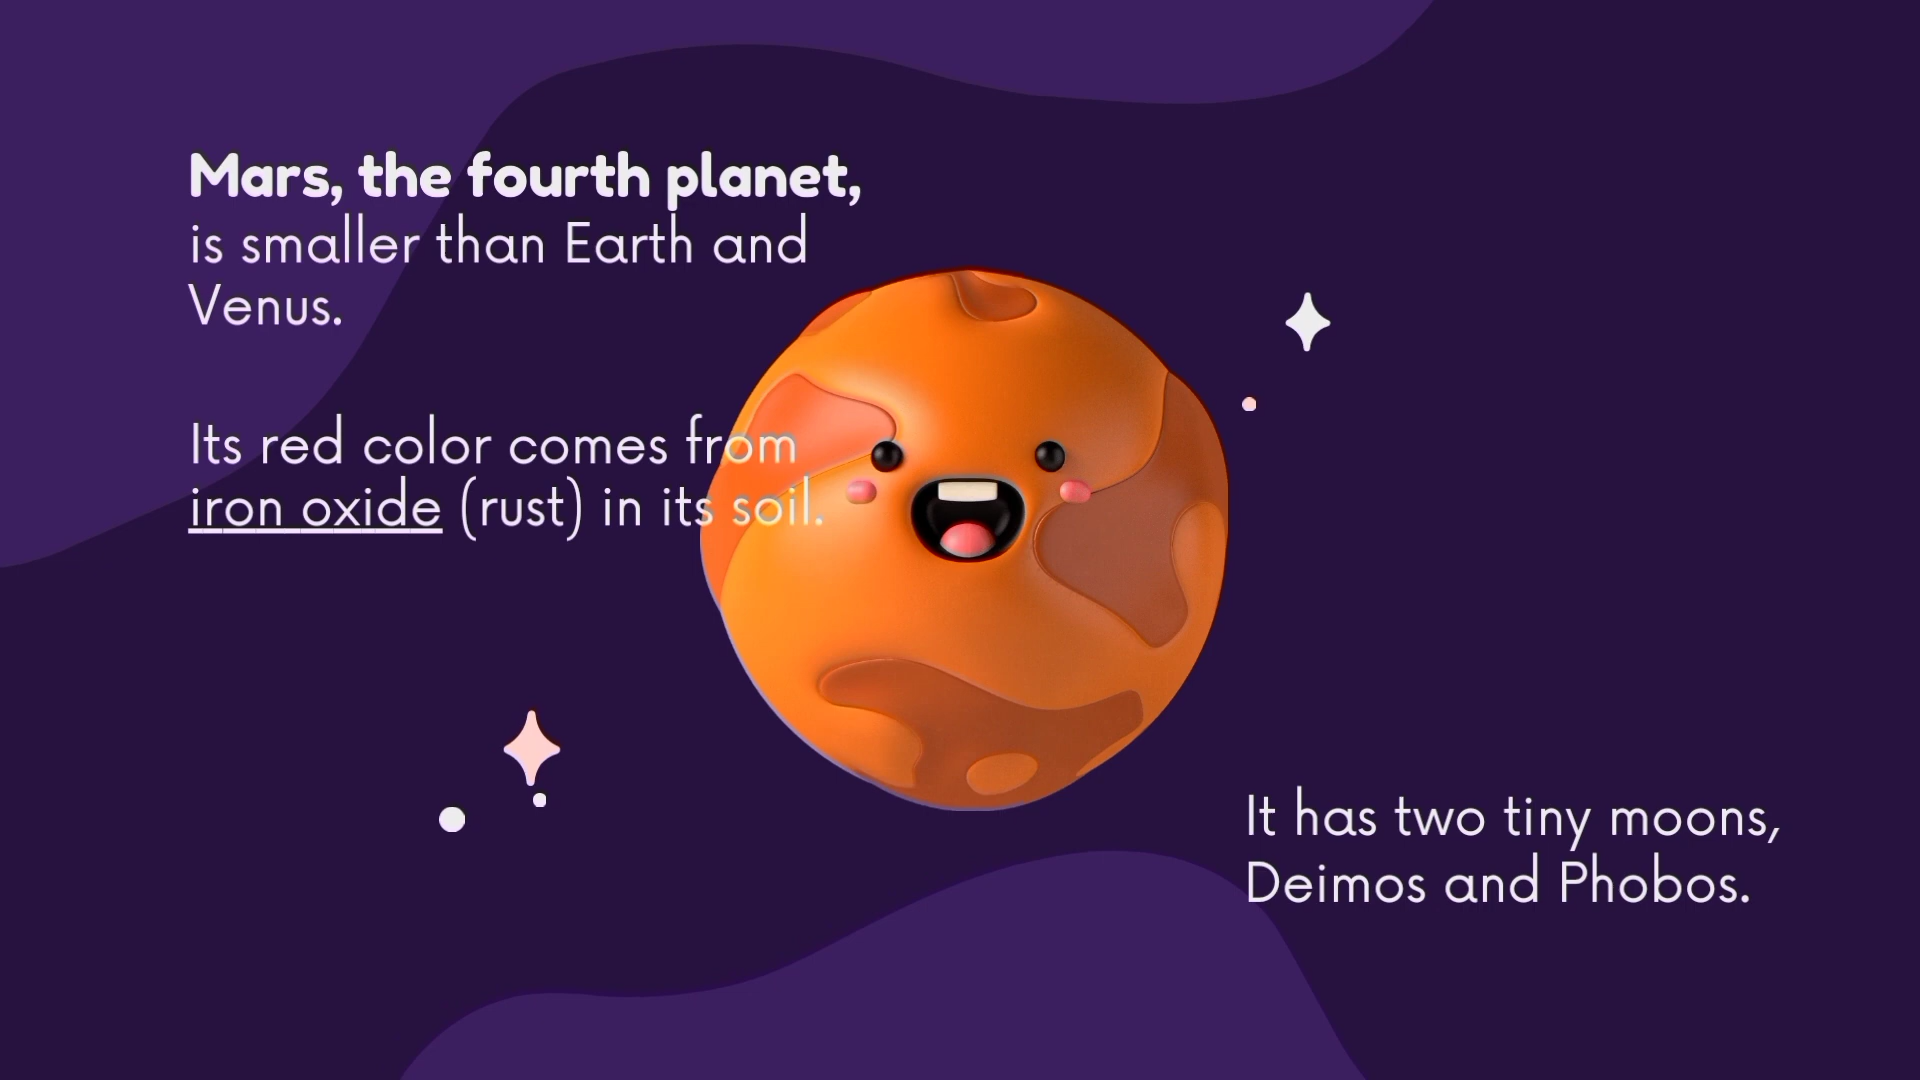 Mars, the fourth planet,
is smaller than Earth and
Venus.
Its red color comes from
iron oxide (rust) in its soil.
It has two tiny moons,
Deimos and Phobos.